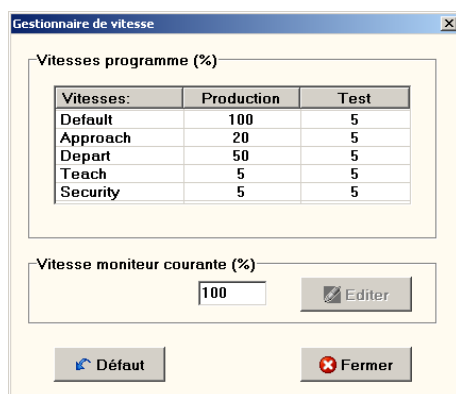 Gestionnaire de vitesse
Vitesses programme (%)
Vitesses: Production Test
Default 100 5
Approach 20 5
Depart 50 5
Teach 5 5
Security 5 5
Vitesse moniteur courante (%)
100 Editer
Défaut Fermer